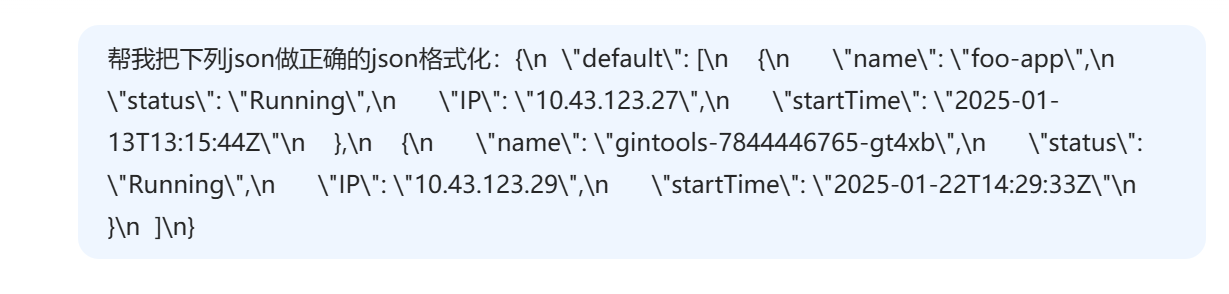 帮我把下列json做正确的json格式化：{\n  \"default\": [\n    {\n      \"name\": \"foo-app\",\n
\"status\": \"Running\",\n      \"IP\": \"10.43.123.27\",\n      \"startTime\": \"2025-01-
13T13:15:44Z\"\n    },\n    {\n      \"name\": \"gintools-7844446765-gt4xb\",\n      \"status\":
\"Running\",\n      \"IP\": \"10.43.123.29\",\n      \"startTime\": \"2025-01-22T14:29:33Z\"\n
}\n  ]\n}